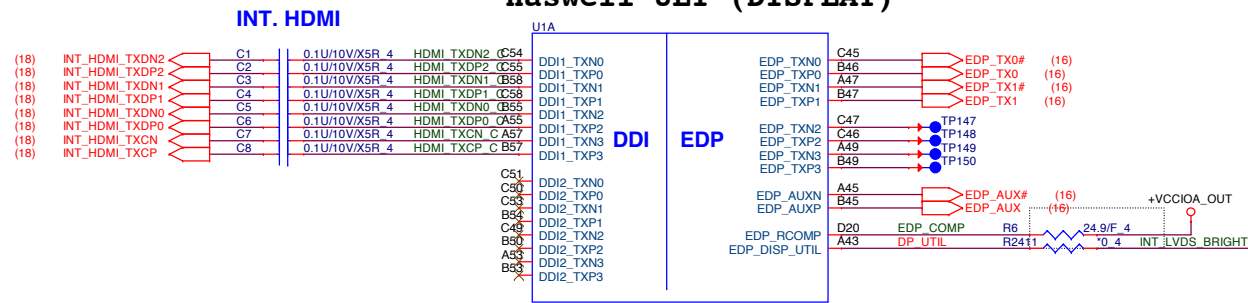 Haswell ULT (DISPLAY)
INT. HDMI
U1A
(18) INT_HDMI_TXDN2 C1 0.1U/10V/X5R_4 HDMI_TXDN2_C C54 DDI1_TXN0
(18) INT_HDMI_TXDP2 C2 0.1U/10V/X5R_4 HDMI_TXDP2_C C55 DDI1_TXP0
(18) INT_HDMI_TXDN1 C3 0.1U/10V/X5R_4 HDMI_TXDN1_C B58 DDI1_TXN1
(18) INT_HDMI_TXDP1 C4 0.1U/10V/X5R_4 HDMI_TXDP1_C C58 DDI1_TXP1
(18) INT_HDMI_TXDN0 C5 0.1U/10V/X5R_4 HDMI_TXDN0_C B55 DDI1_TXN2
(18) INT_HDMI_TXDP0 C6 0.1U/10V/X5R_4 HDMI_TXDP0_C A55 DDI1_TXP2
(18) INT_HDMI_TXCN C7 0.1U/10V/X5R_4 HDMI_TXCN_C A57 DDI1_TXN3
(18) INT_HDMI_TXCP C8 0.1U/10V/X5R_4 HDMI_TXCP_C B57 DDI1_TXP3
C51 DDI2_TXN0
C50 DDI2_TXP0
C53 DDI2_TXN1
B54 DDI2_TXP1
C49 DDI2_TXN2
B50 DDI2_TXP2
A53 DDI2_TXN3
B53 DDI2_TXP3
DDI EDP
EDP_TXN0 C45 EDP_TX0# (16)
EDP_TXP0 B46 EDP_TX0 (16)
EDP_TXN1 A47 EDP_TX1# (16)
EDP_TXP1 B47 EDP_TX1 (16)
EDP_TXN2 C47 TP147
EDP_TXP2 C46 TP148
EDP_TXN3 A49 TP149
EDP_TXP3 B49 TP150
EDP_AUXN A45 EDP_AUX# (16)
EDP_AUXP B45 EDP_AUX (16)
+VCCIOA_OUT
EDP_RCOMP D20 EDP_COMP R6 24.9/F_4
EDP_DISP_UTIL A43 DP_UTIL R2411 *0_4 INT_LVDS_BRIGHT